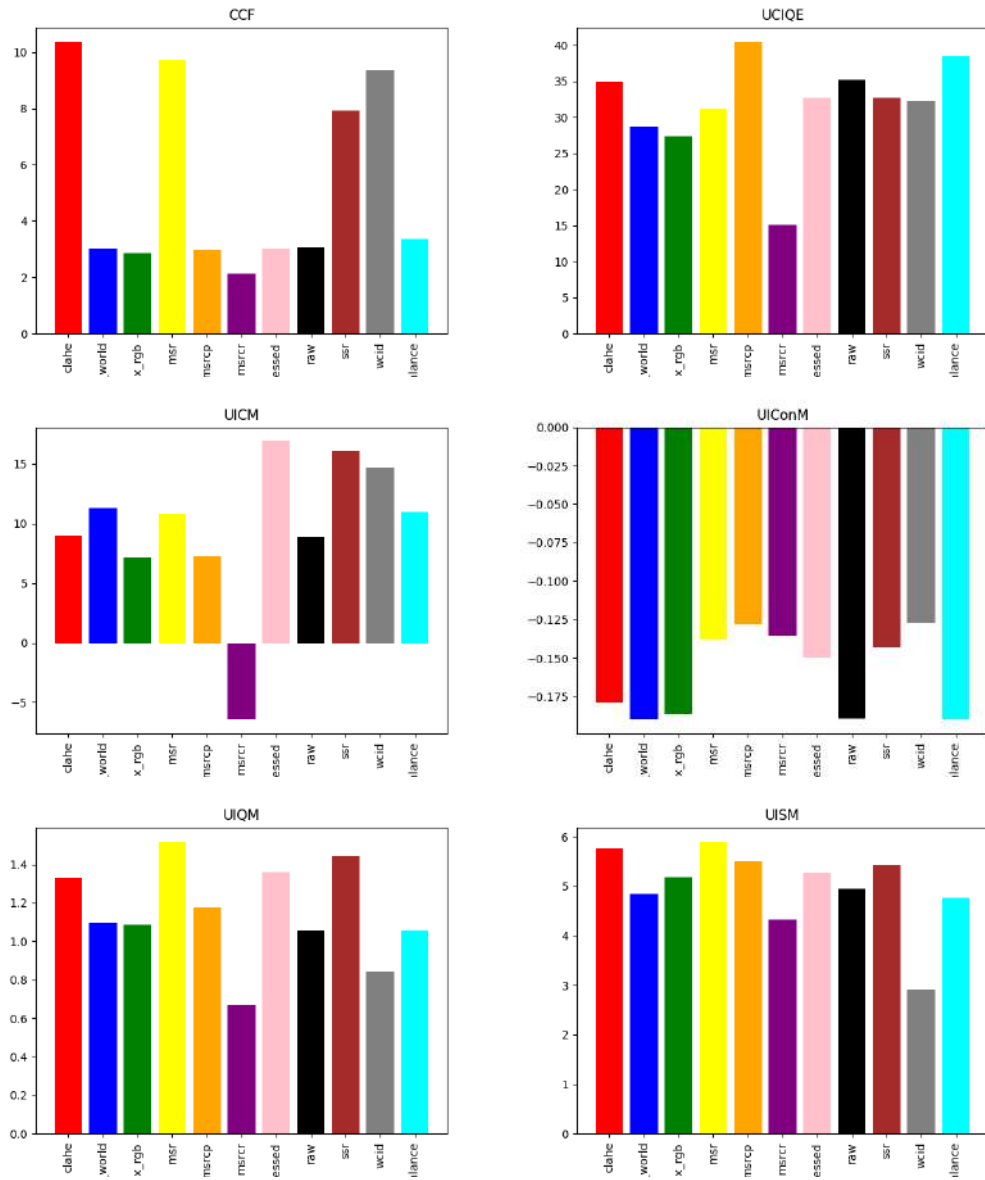 CCF
10
8
6
4
2
0
clahe
_world
x_rgb
msr
msrcp
msrcr
essed
raw
ssr
wcid
alance
UCIQE
40
35
30
25
20
15
10
5
0
clahe
_world
x_rgb
msr
msrcp
msrcr
essed
raw
ssr
wcid
alance
UICM
15
10
5
0
−5
clahe
_world
x_rgb
msr
msrcp
msrcr
essed
raw
ssr
wcid
alance
UIConM
0.000
−0.025
−0.050
−0.075
−0.100
−0.125
−0.150
−0.175
clahe
_world
x_rgb
msr
msrcp
msrcr
essed
raw
ssr
wcid
alance
UIQM
1.4
1.2
1.0
0.8
0.6
0.4
0.2
0.0
clahe
_world
x_rgb
msr
msrcp
msrcr
essed
raw
ssr
wcid
alance
UISM
6
5
4
3
2
1
0
clahe
_world
x_rgb
msr
msrcp
msrcr
essed
raw
ssr
wcid
alance